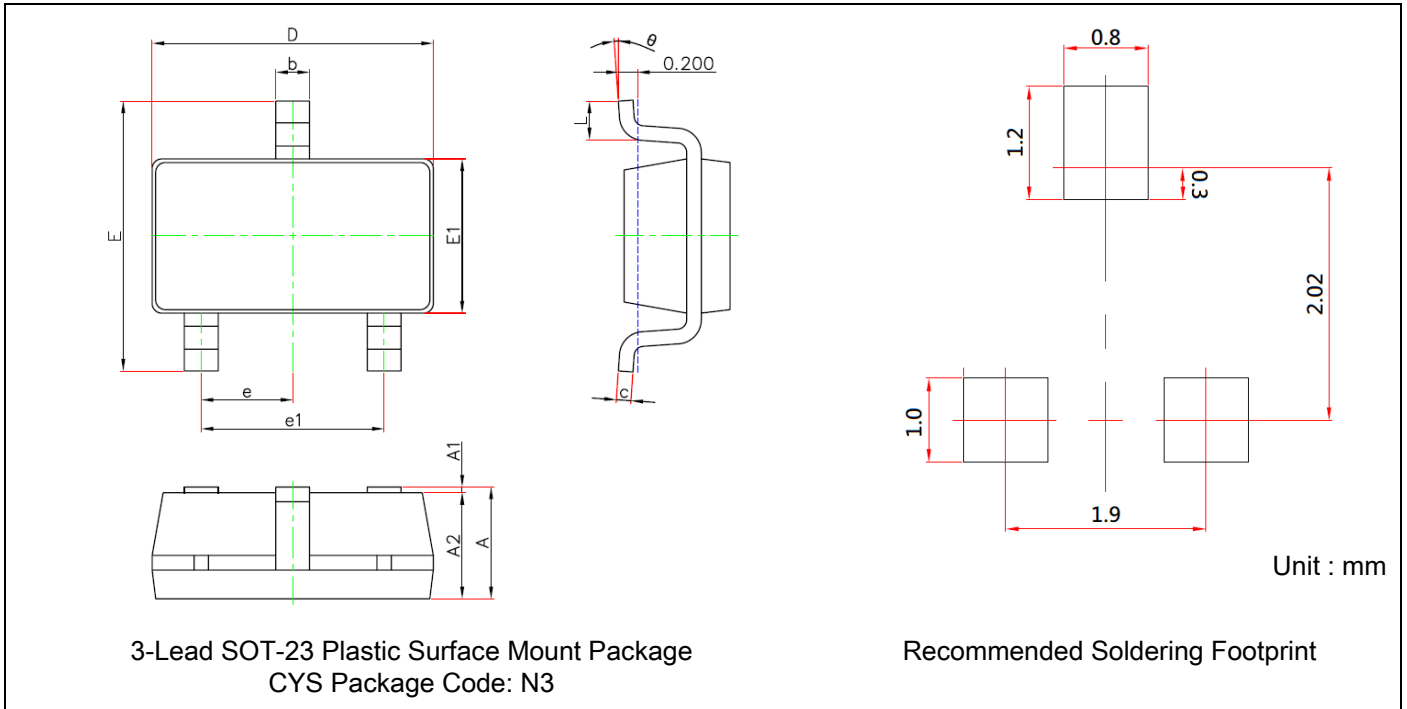 D
b
E
E1
e
e1
θ
0.200
L
c
A1
A2
A
0.8
1.2
0.3
2.02
1.0
1.9
Unit : mm
3-Lead SOT-23 Plastic Surface Mount Package
CYS Package Code: N3
Recommended Soldering Footprint